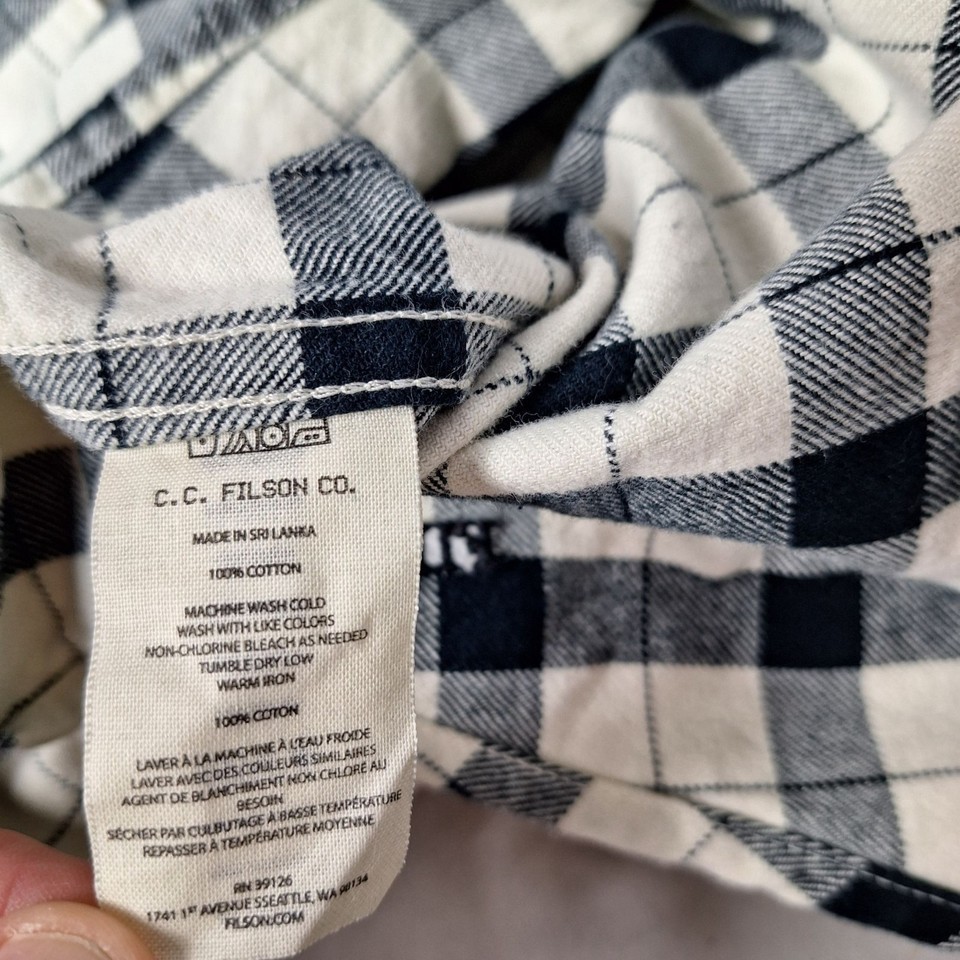 C.C. FILSON CO.
MADE IN SRI LANKA
100% COTTON
MACHINE WASH COLD
WASH WITH LIKE COLORS
NON-CHLORINE BLEACH AS NEEDED
TUMBLE DRY LOW
WARM IRON
100% COTON
LAVER À LA MACHINE À L'EAU FROIDE
LAVER AVEC DES COULEURS SIMILAIRES
AGENT DE BLANCHIMENT NON CHLORE AU
BESOIN
SÉCHER PAR CULBUTAGE À BASSE TEMPÉRATURE
REPASSER À TEMPÉRATURE MOYENNE
RN 39126
1741 1ST AVENUE SSEATTLE, WA 98134
FILSON.COM